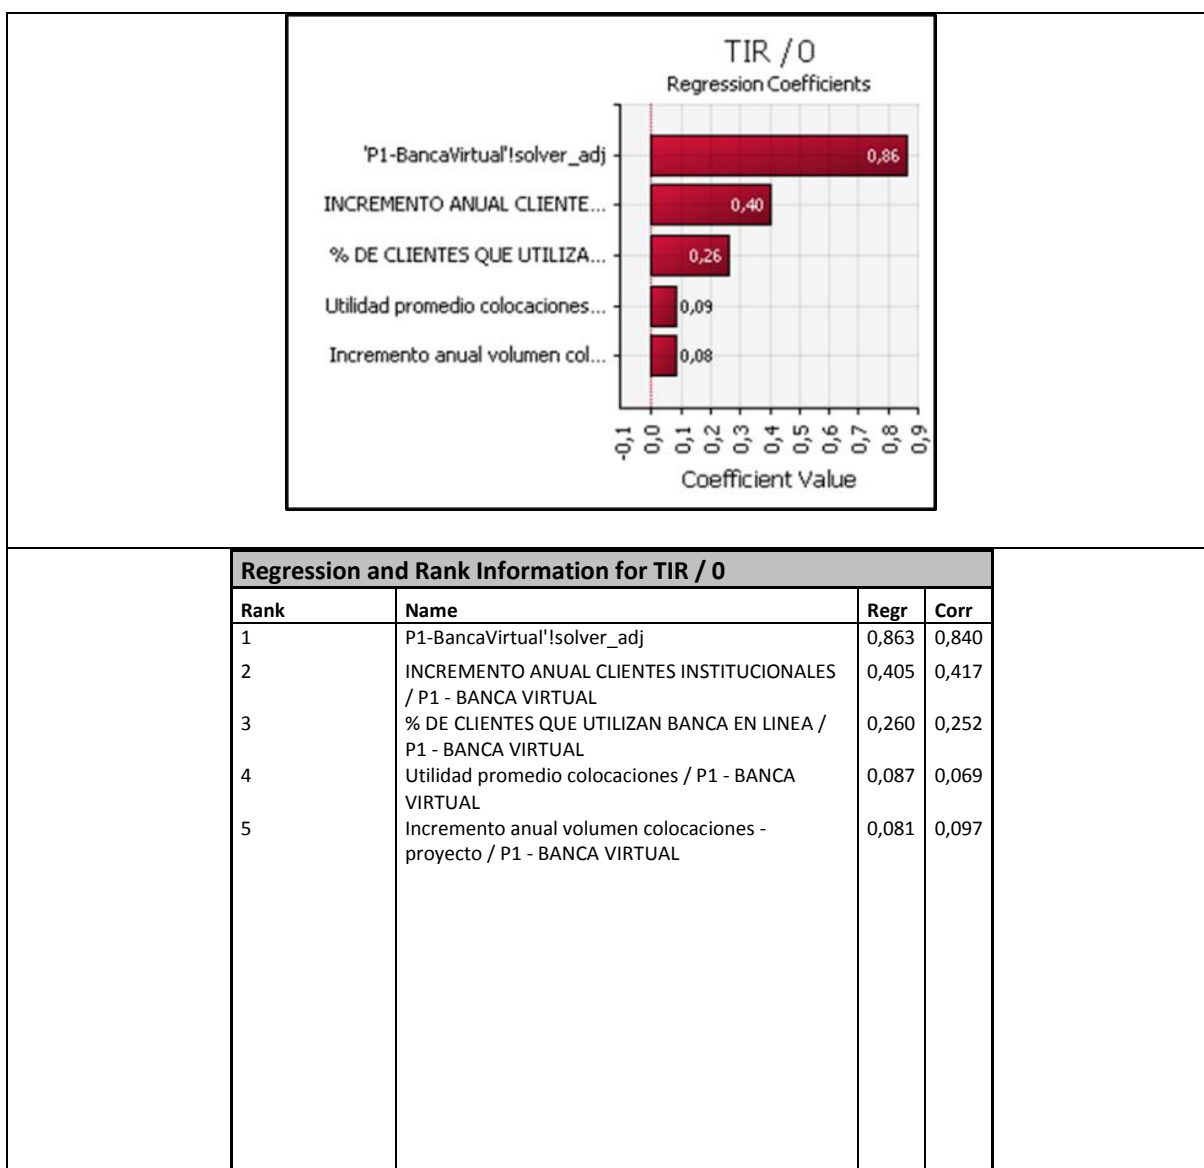 TIR / 0
Regression Coefficients
'P1-BancaVirtual'!solver_adj
0,86
INCREMENTO ANUAL CLIENTE...
0,40
% DE CLIENTES QUE UTILIZA...
0,26
Utilidad promedio colocaciones...
0,09
Incremento anual volumen col...
0,08
-0,1 0,0 0,1 0,2 0,3 0,4 0,5 0,6 0,7 0,8 0,9
Coefficient Value
Regression and Rank Information for TIR / 0
Rank Name Regr Corr
1 P1-BancaVirtual'!solver_adj 0,863 0,840
2 INCREMENTO ANUAL CLIENTES INSTITUCIONALES 0,405 0,417
/ P1 - BANCA VIRTUAL
3 % DE CLIENTES QUE UTILIZAN BANCA EN LINEA / 0,260 0,252
P1 - BANCA VIRTUAL
4 Utilidad promedio colocaciones / P1 - BANCA 0,087 0,069
VIRTUAL
5 Incremento anual volumen colocaciones - 0,081 0,097
proyecto / P1 - BANCA VIRTUAL